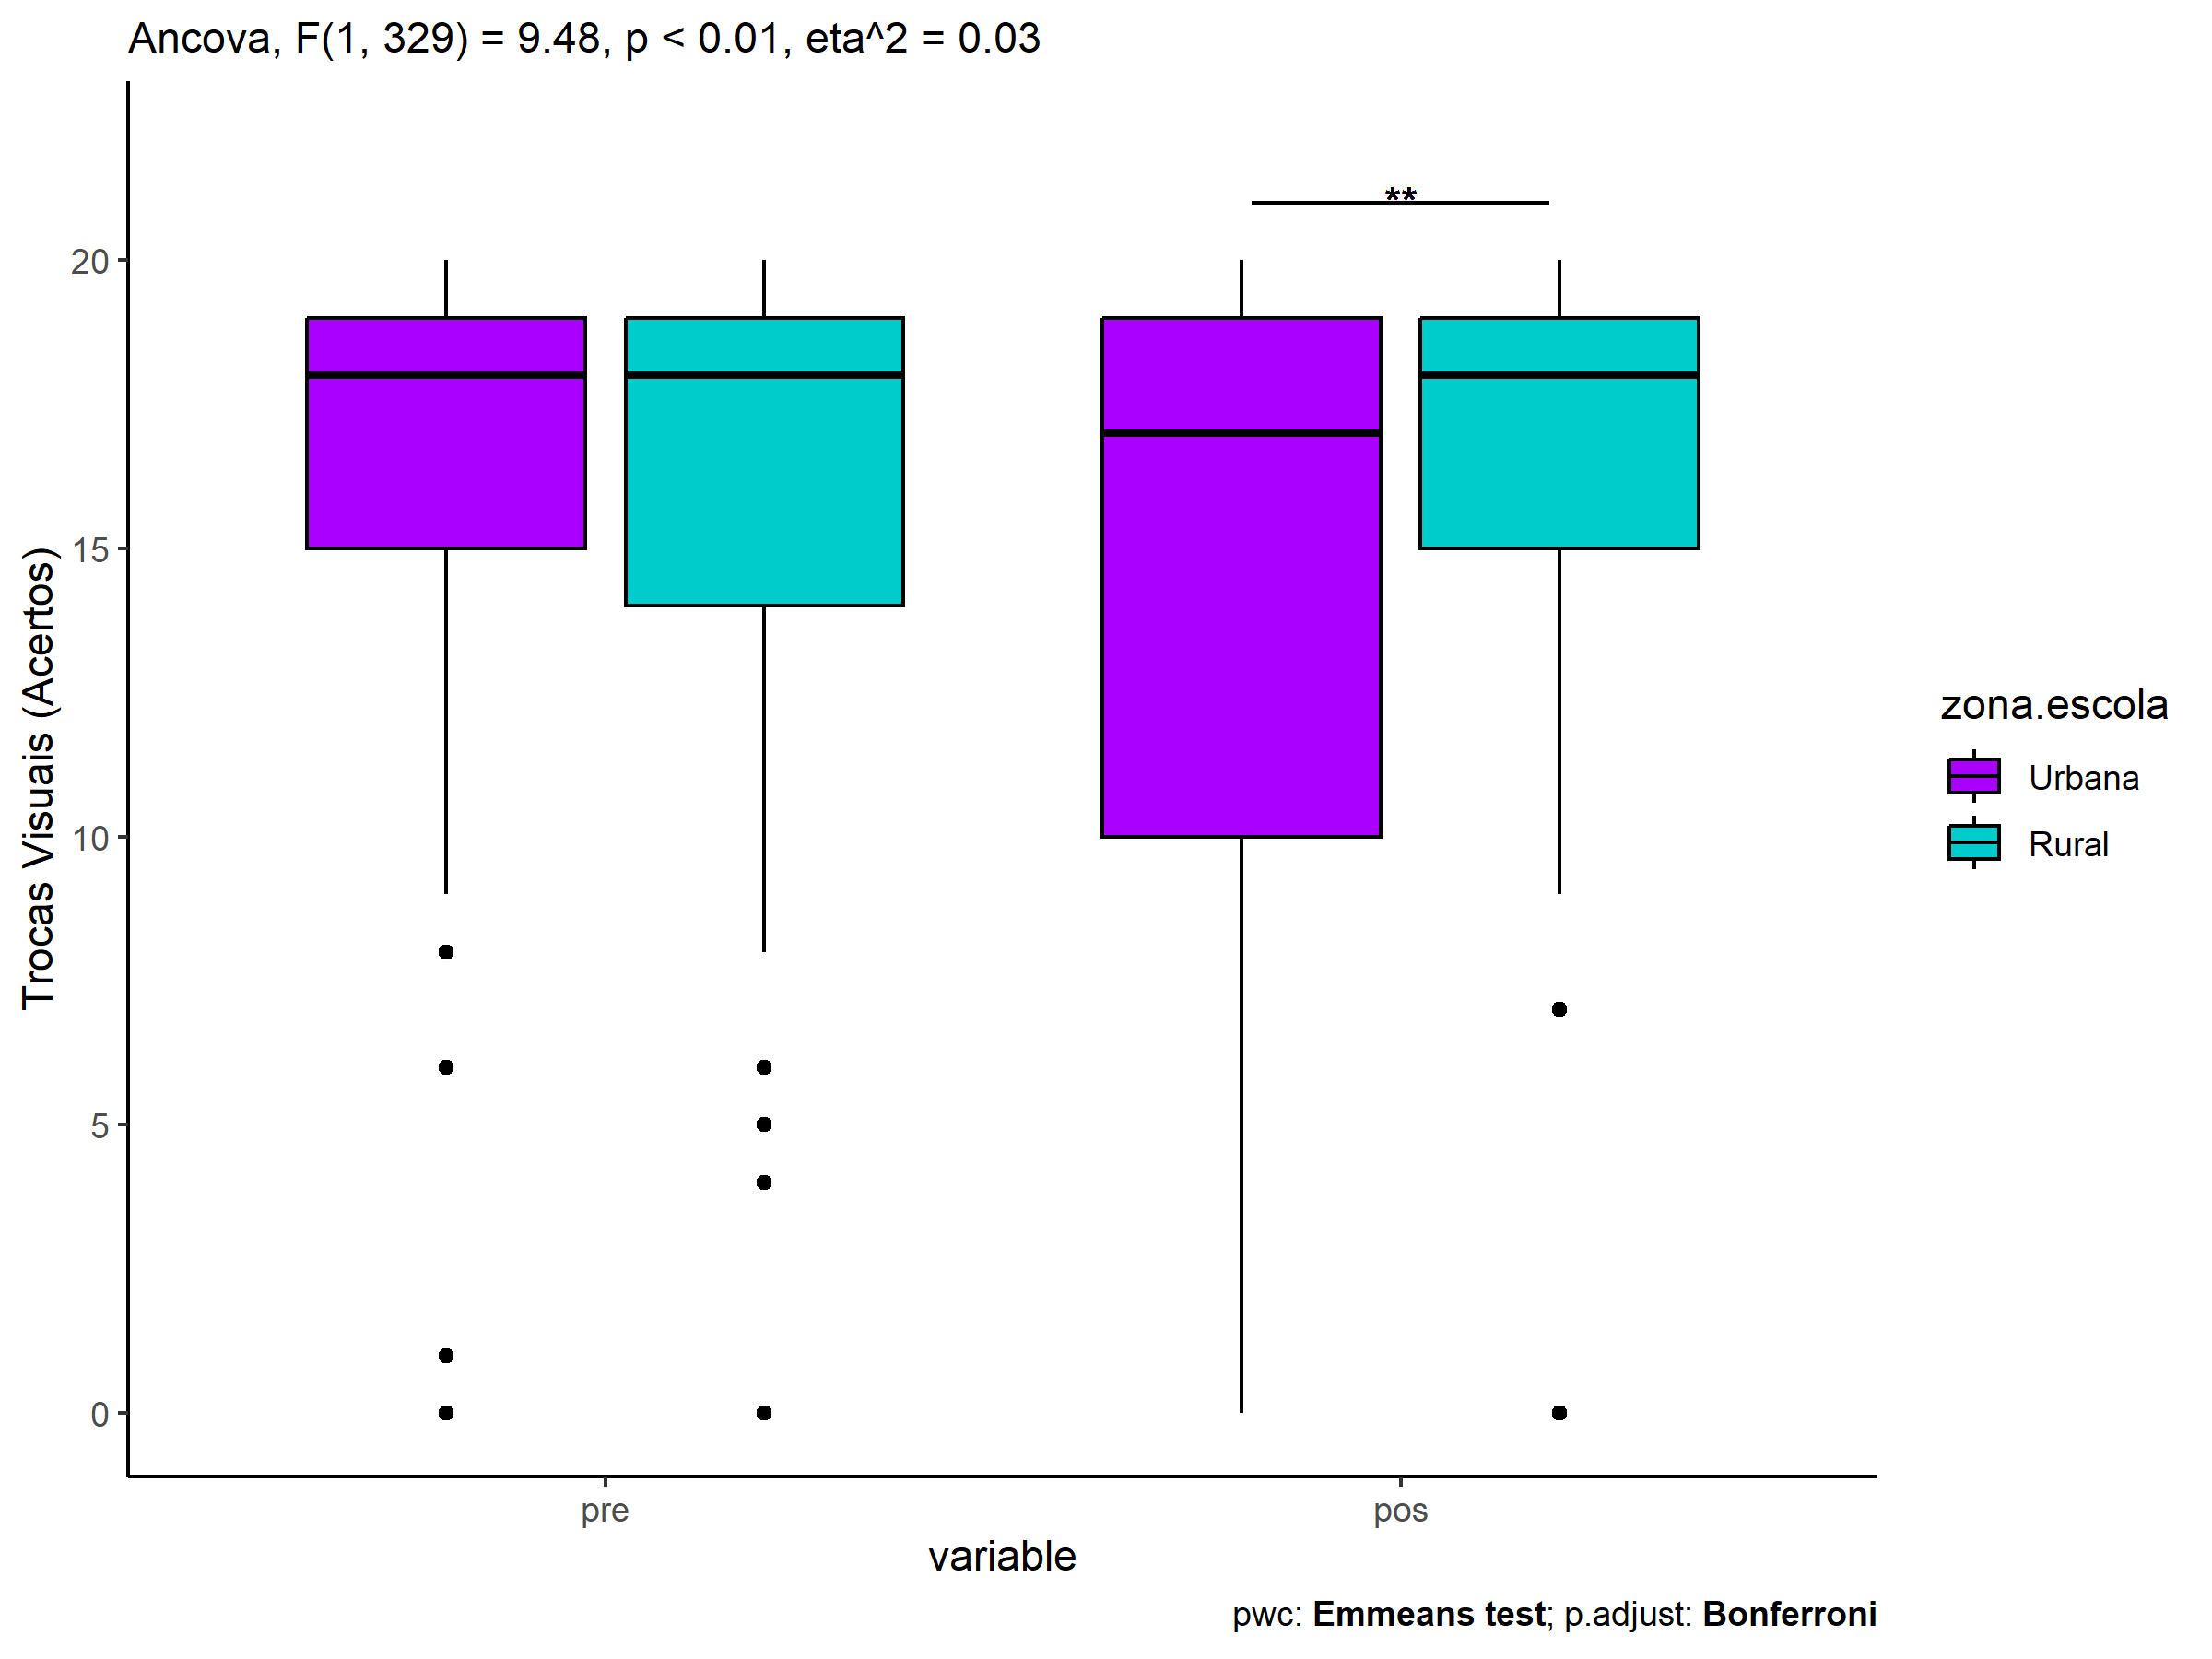 Ancova, F(1, 329) = 9.48, p < 0.01, eta^2 = 0.03
**
20
15
10
5
0
Trocas Visuais (Acertos)
pre
pos
variable
zona.escola
Urbana
Rural
pwc: Emmeans test; p.adjust: Bonferroni